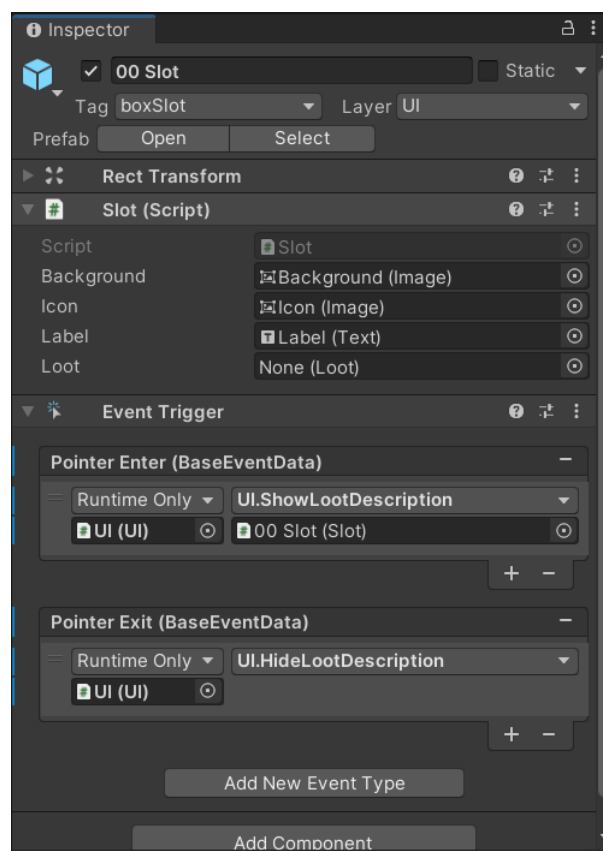 Inspector
00 Slot Static
Tag boxSlot Layer UI
Prefab Open Select
Rect Transform
# Slot (Script)
Script # Slot
Background Background (Image)
Icon Icon (Image)
Label T Label (Text)
Loot None (Loot)
Event Trigger
Pointer Enter (BaseEventData)
Runtime Only UI.ShowLootDescription
# UI (UI) # 00 Slot (Slot)
+ −
Pointer Exit (BaseEventData)
Runtime Only UI.HideLootDescription
# UI (UI)
+ −
Add New Event Type
Add Component